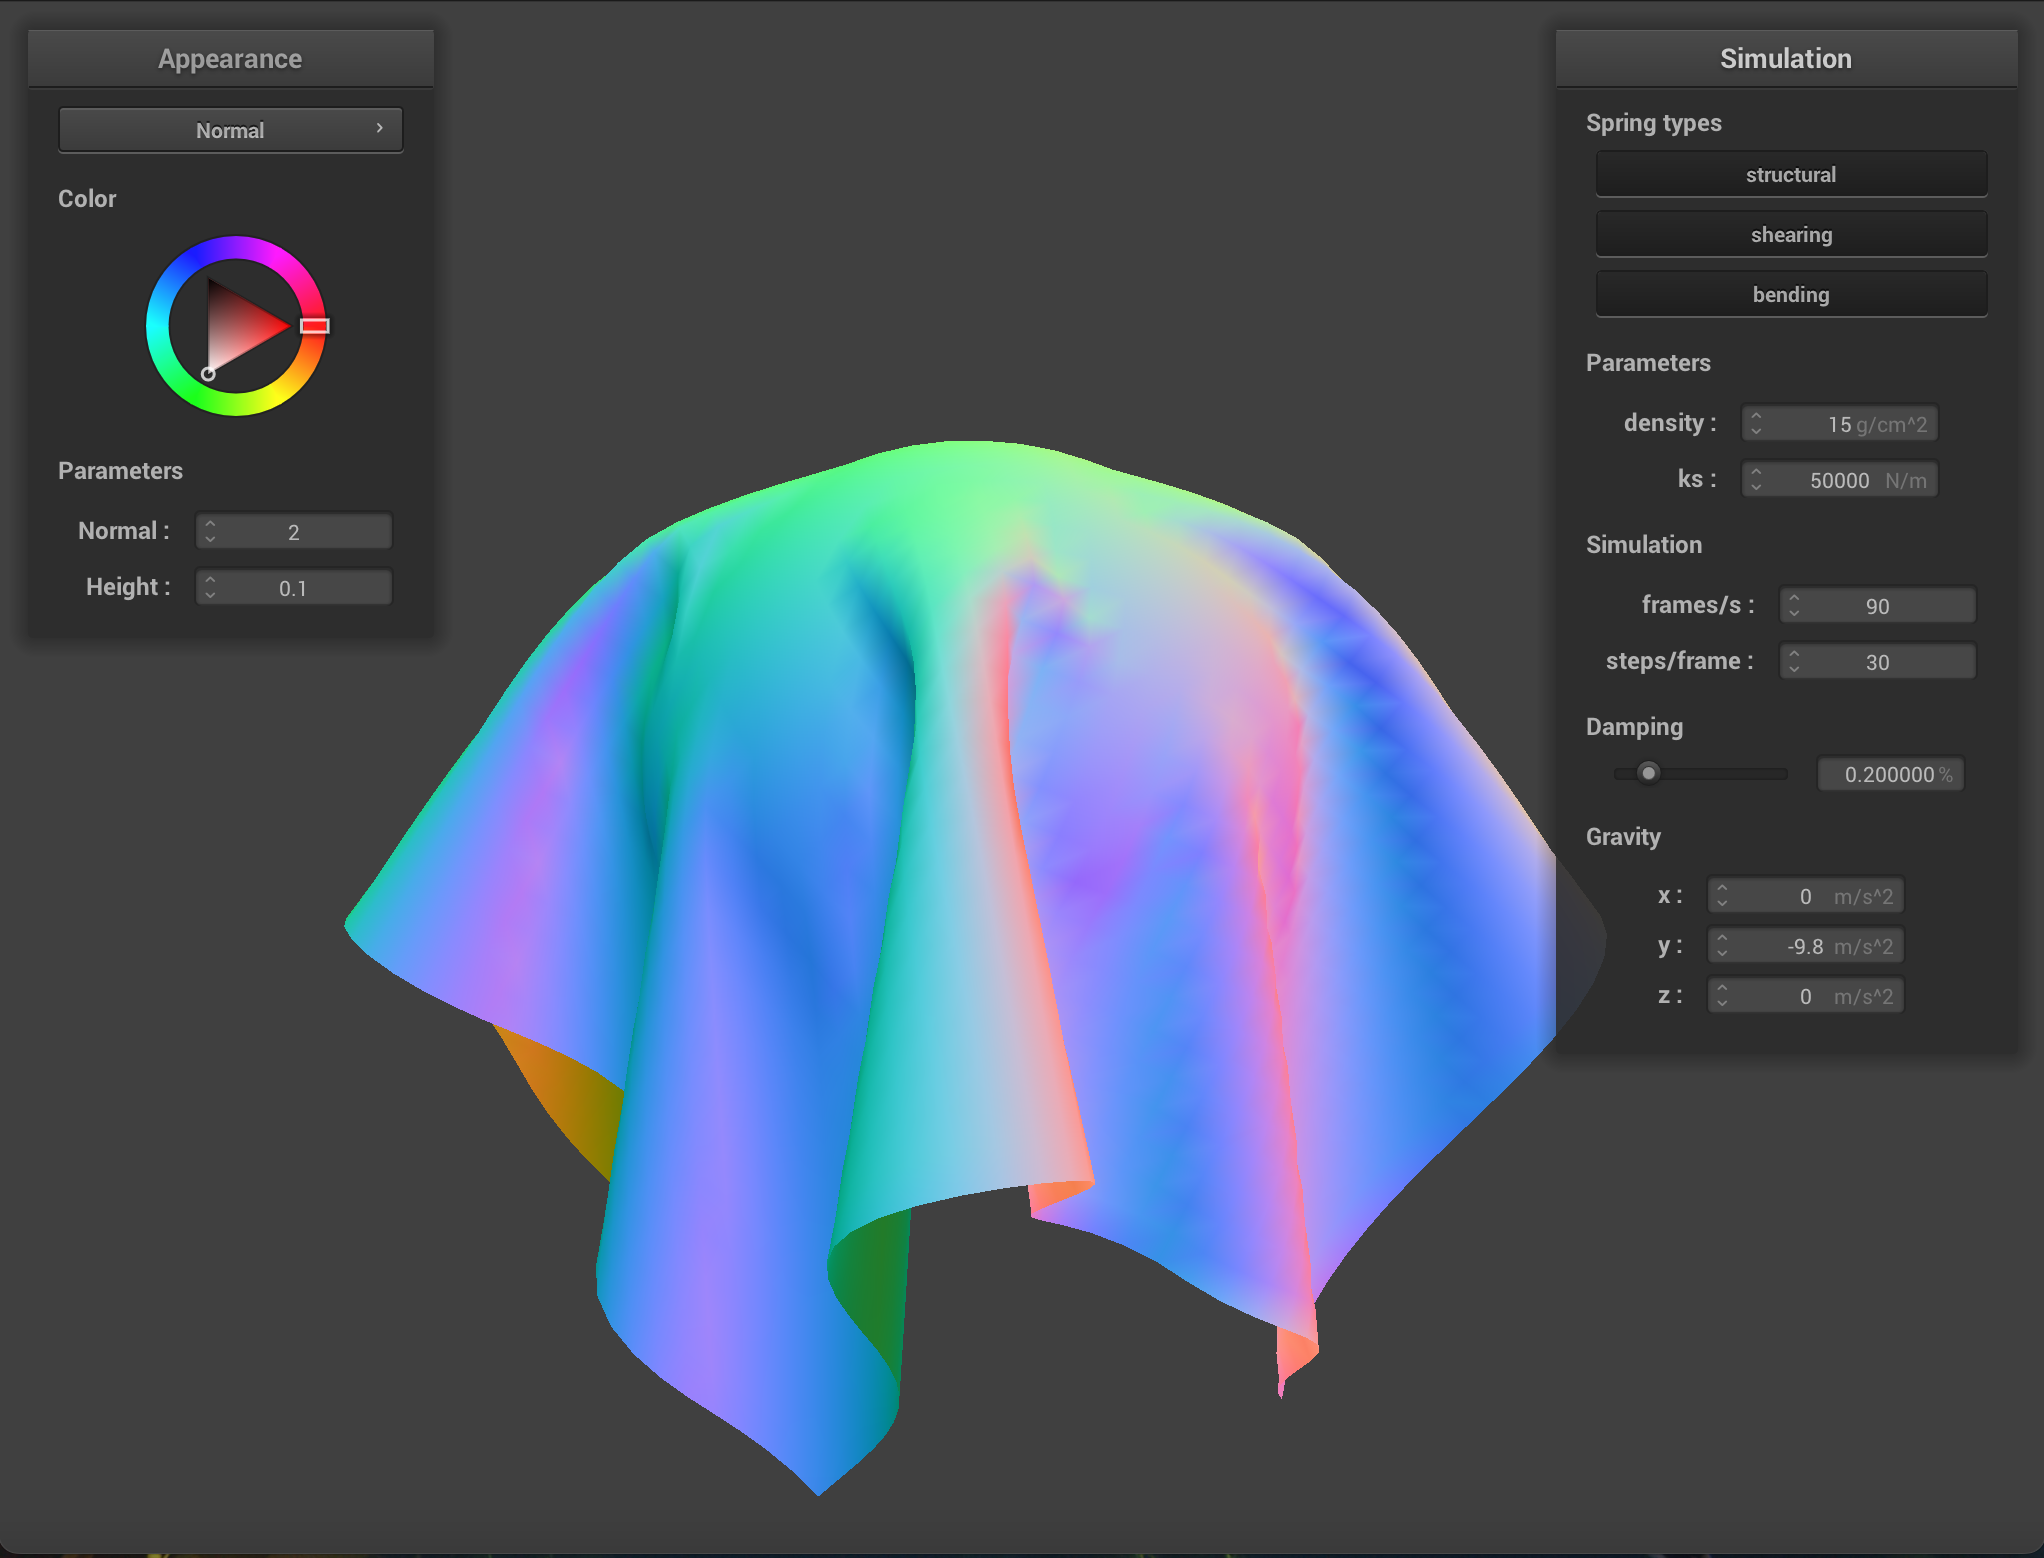 Appearance
Normal
Color
Parameters
Normal : 2
Height : 0.1
Simulation
Spring types
structural
shearing
bending
Parameters
density : 15 g/cm^2
ks : 50000 N/m
Simulation
frames/s : 90
steps/frame : 30
Damping
0.200000 %
Gravity
x : 0 m/s^2
y : -9.8 m/s^2
z : 0 m/s^2